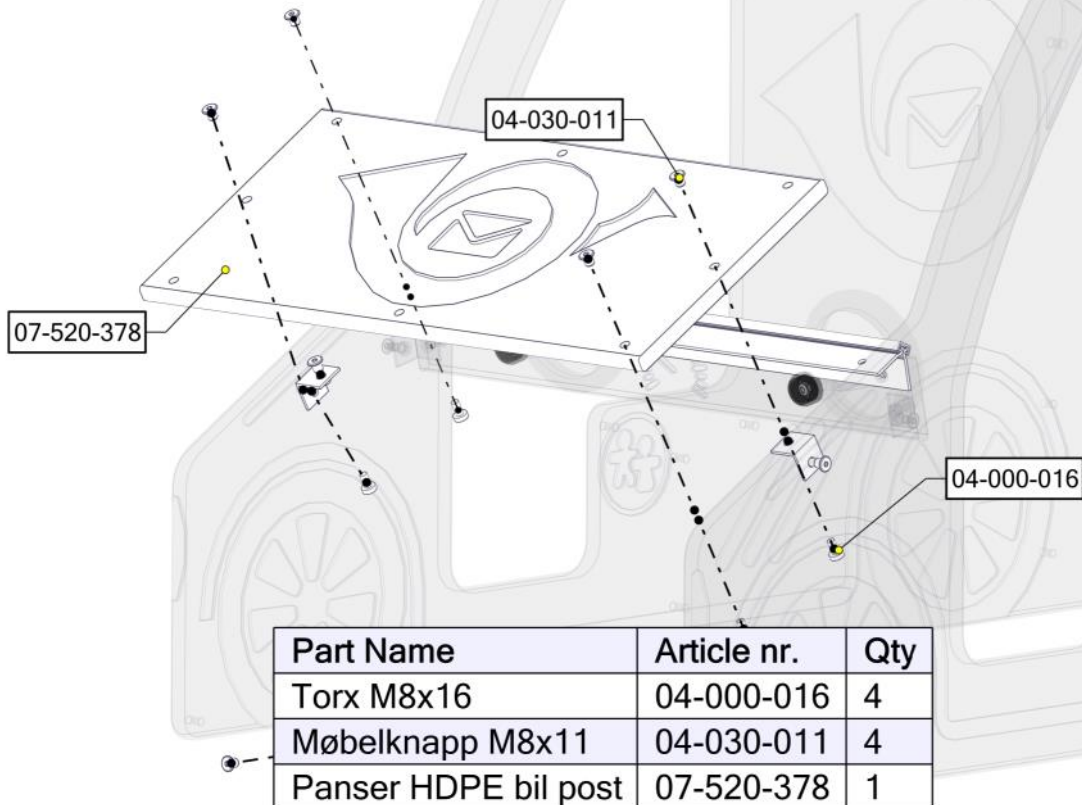 04-030-011
07-520-378
04-000-016
Part Name Article nr. Qty
Torx M8x16 04-000-016 4
Møbelknapp M8x11 04-030-011 4
Panser HDPE bil post 07-520-378 1